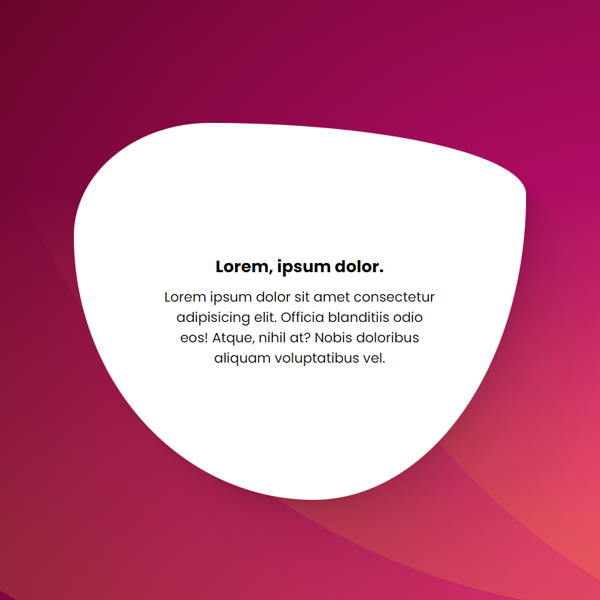 Lorem, ipsum dolor.
Lorem ipsum dolor sit amet consectetur
adipisicing elit. Officia blanditiis odio
eos! Atque, nihil at? Nobis doloribus
aliquam voluptatibus vel.